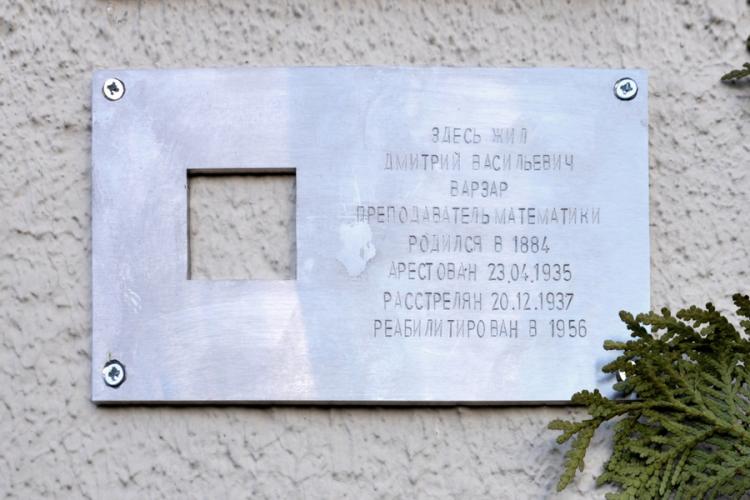 ЗДЕСЬ ЖИЛ
ДМИТРИЙ ВАСИЛЬЕВИЧ
ВАРЗАР
ПРЕПОДАВАТЕЛЬ МАТЕМАТИКИ
РОДИЛСЯ В 1884
АРЕСТОВАН 23.04.1935
РАССТРЕЛЯН 20.12.1937
РЕАБИЛИТИРОВАН В 1956